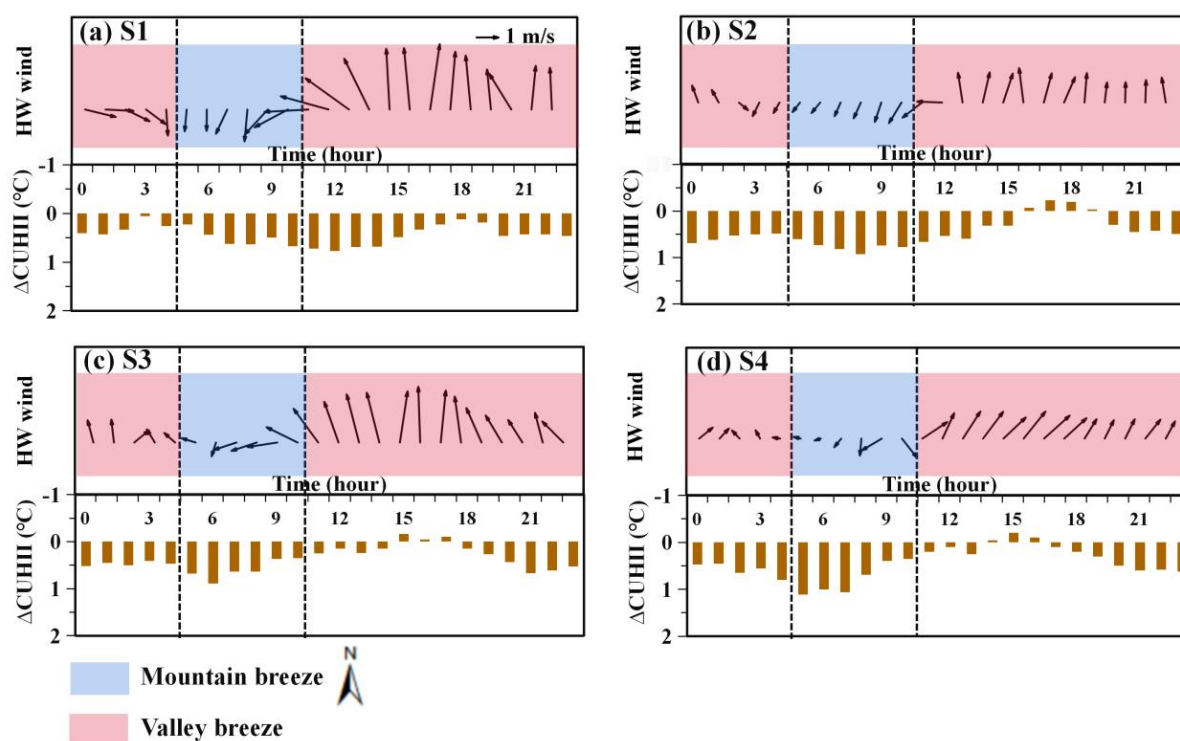 (a) S1
1 m/s
HW wind
Time (hour)
ΔCUHII (°C)
-1
0
1
2
0 3 6 9 12 15 18 21
(b) S2
HW wind
Time (hour)
ΔCUHII (°C)
0
1
2
0 3 6 9 12 15 18 21
(c) S3
HW wind
Time (hour)
ΔCUHII (°C)
-1
0
1
2
0 3 6 9 12 15 18 21
(d) S4
HW wind
Time (hour)
ΔCUHII (°C)
-1
0
1
2
0 3 6 9 12 15 18 21
Mountain breeze
N
Valley breeze